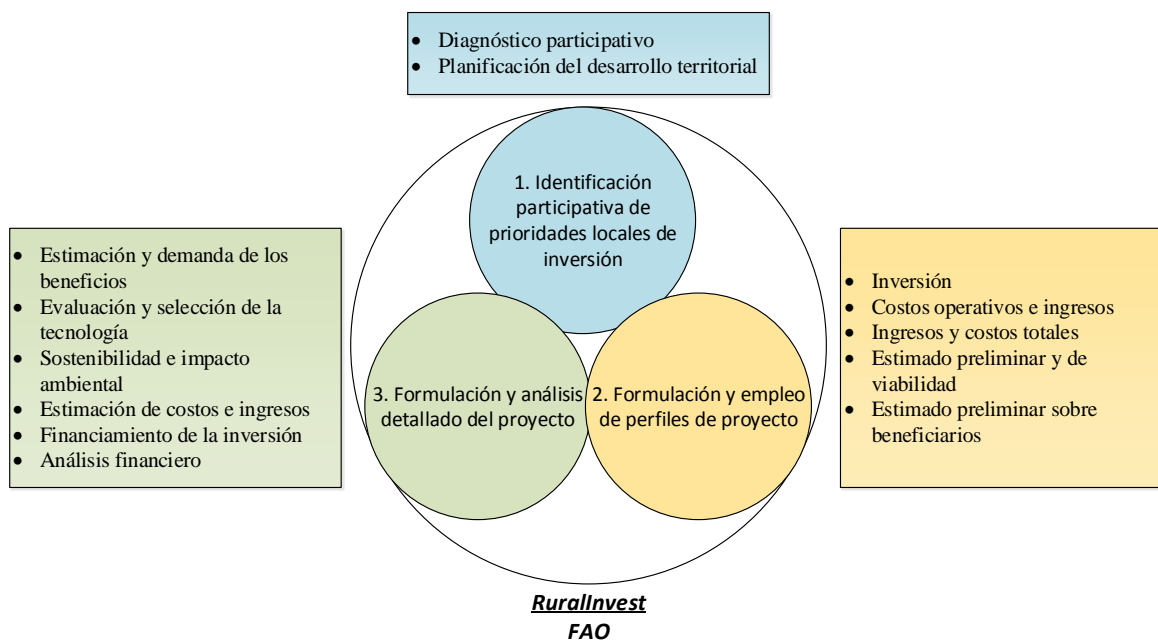 • Diagnóstico participativo
• Planificación del desarrollo territorial
1. Identificación
participativa de
prioridades locales de
inversión
• Estimación y demanda de los
beneficios
• Evaluación y selección de la
tecnología
• Sostenibilidad e impacto
ambiental
• Estimación de costos e ingresos
• Financiamiento de la inversión
• Análisis financiero
3. Formulación y análisis
detallado del proyecto
2. Formulación y empleo
de perfiles de proyecto
• Inversión
• Costos operativos e ingresos
• Ingresos y costos totales
• Estimado preliminar y de
viabilidad
• Estimado preliminar sobre
beneficiarios
RuralInvest
FAO